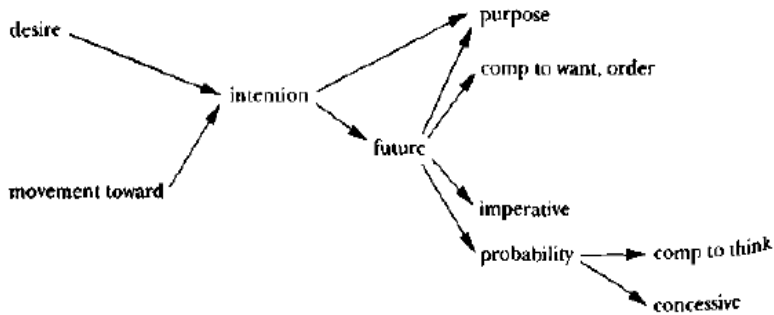 desire
purpose
comp to want, order
intention
future
movement toward
imperative
probability
comp to think
concessive